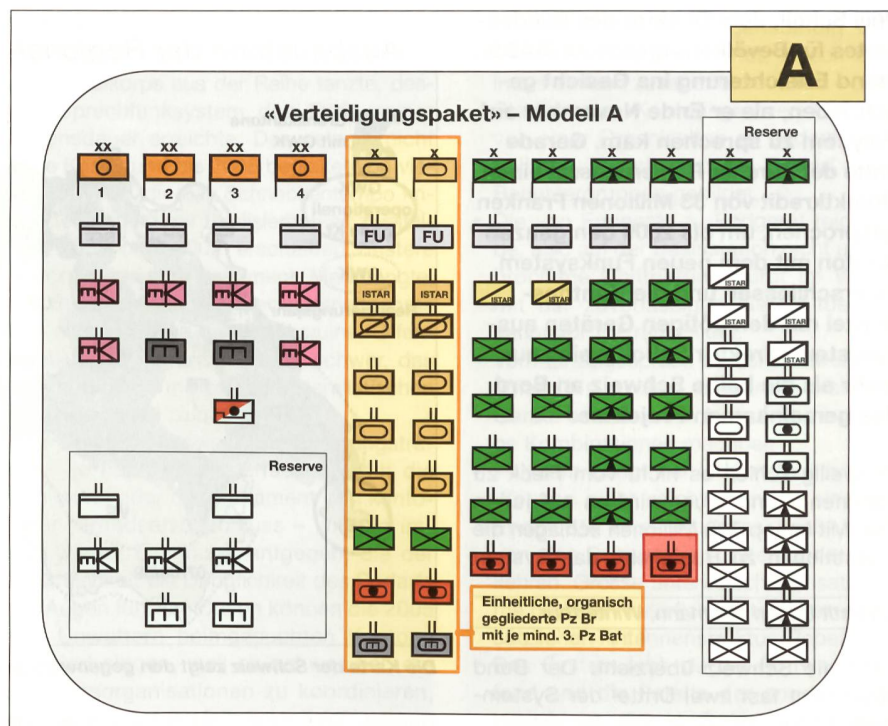 A
«Verteidigungspaket» – Modell A
Reserve
XX XX XX XX X X X X X X X X
1 2 3 4
FU FU
ISTAR ISTAR ISTAR ISTAR ISTAR
ISTAR ISTAR
ISTAR
Reserve
Einheitliche, organisch
gegliederte Pz Br
mit je mind. 3. Pz Bat